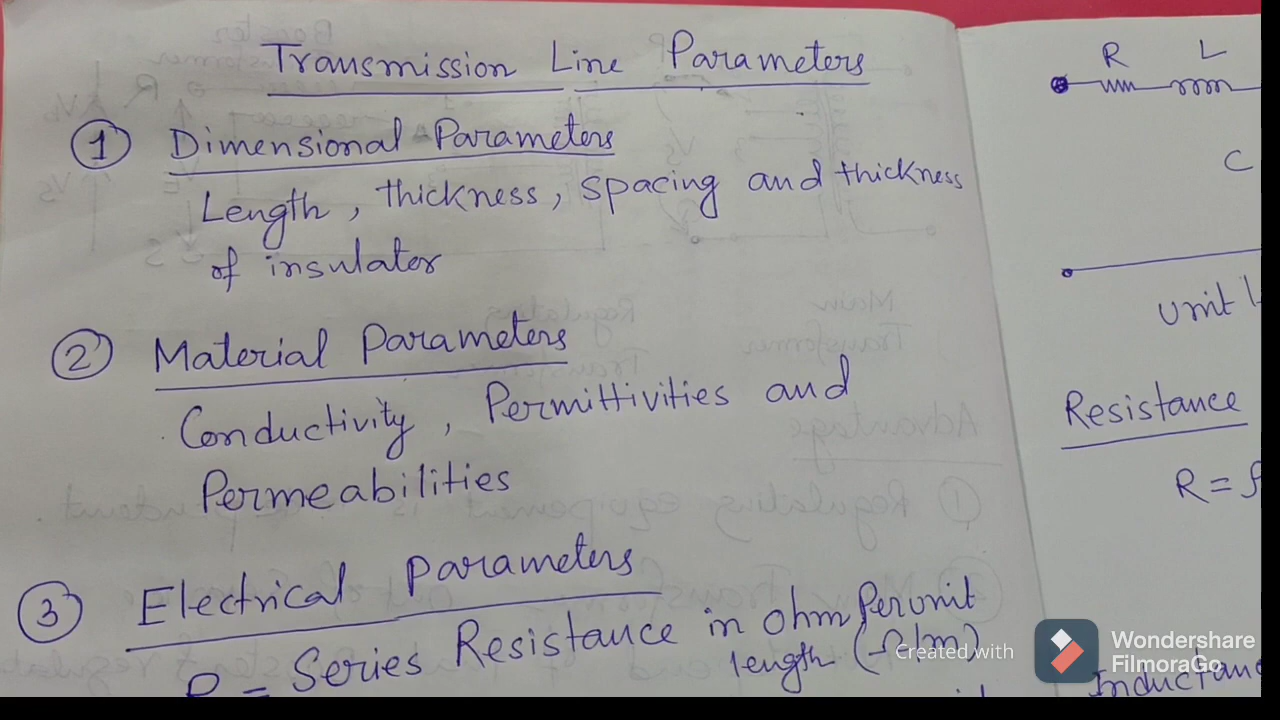 Transmission Line Parameters
① Dimensional Parameters
Length, thickness, spacing and thickness
of insulator
② Material Parameters
Conductivity, Permittivities and
Permeabilities
③ Electrical Parameters
R = Series Resistance in ohm Per unit
length (Ω/m)
R L
C
unit
Resistance
R = ρ
Inductan
Created with
Wondershare
FilmoraGo